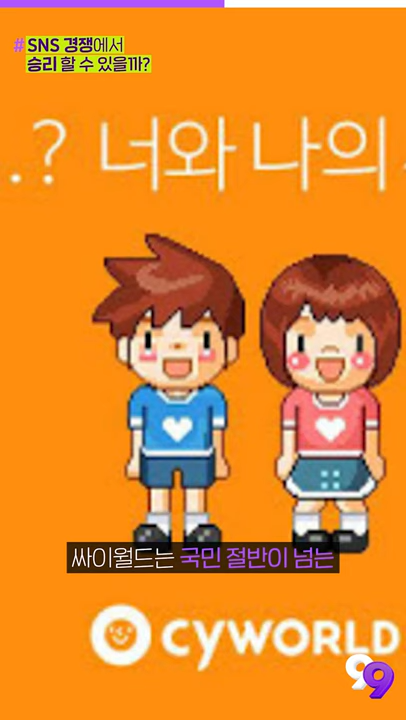 # SNS 경쟁에서
승리 할 수 있을까?
..? 너와 나의
싸이월드는 국민 절반이 넘는
CYWORLD
99